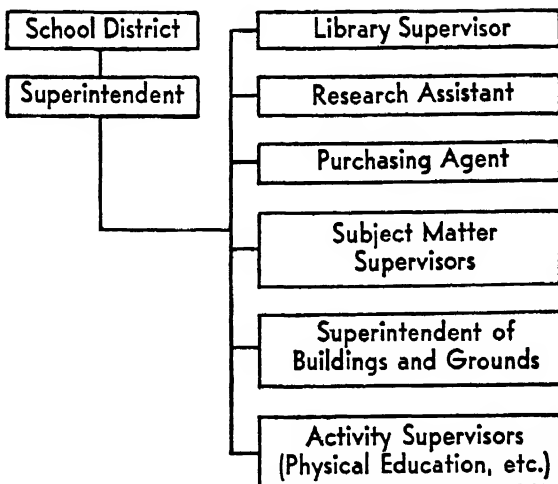 School District
Superintendent
Library Supervisor
Research Assistant
Purchasing Agent
Subject Matter
Supervisors
Superintendent of
Buildings and Grounds
Activity Supervisors
(Physical Education, etc.)